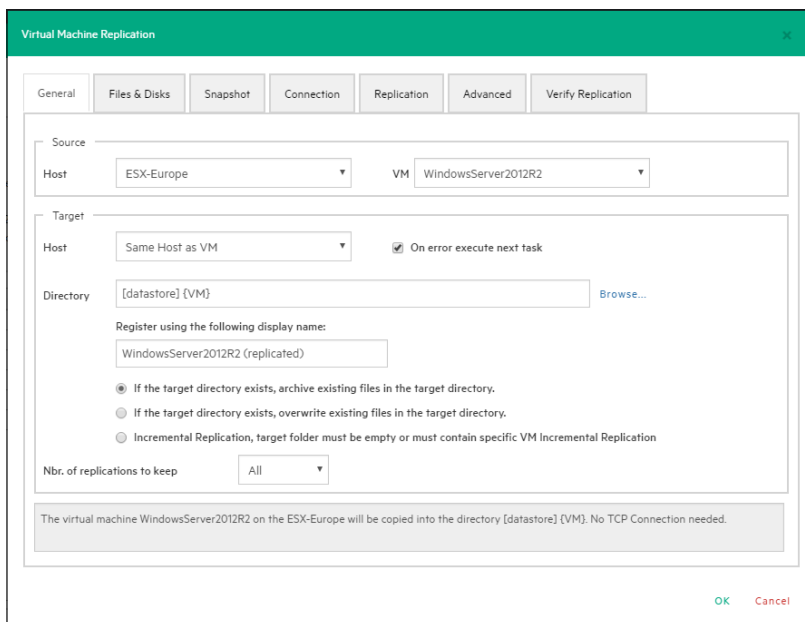 Virtual Machine Replication ×
General Files & Disks Snapshot Connection Replication Advanced Verify Replication
Source
Host ESX-Europe VM WindowsServer2012R2
Target
Host Same Host as VM On error execute next task
Directory [datastore] {VM} Browse...
Register using the following display name:
WindowsServer2012R2 (replicated)
If the target directory exists, archive existing files in the target directory.
If the target directory exists, overwrite existing files in the target directory.
Incremental Replication, target folder must be empty or must contain specific VM Incremental Replication
Nbr. of replications to keep All
The virtual machine WindowsServer2012R2 on the ESX-Europe will be copied into the directory [datastore] {VM}. No TCP Connection needed.
OK Cancel